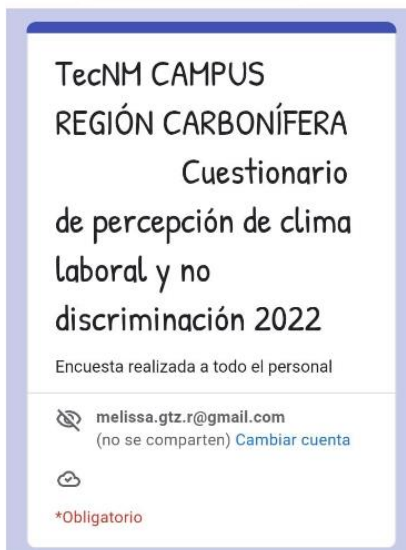 TecNM CAMPUS
REGIÓN CARBONÍFERA
Cuestionario
de percepción de clima
laboral y no
discriminación 2022
Encuesta realizada a todo el personal
melissa.gtz.r@gmail.com
(no se comparten) Cambiar cuenta
*Obligatorio